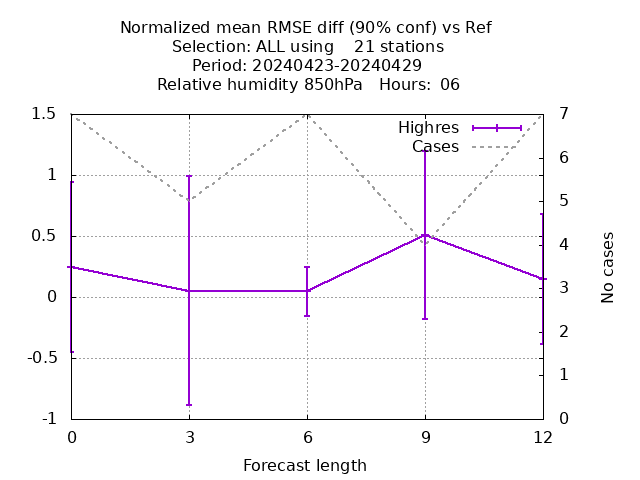 Normalized mean RMSE diff (90% conf) vs Ref
Selection: ALL using    21 stations
Period: 20240423-20240429
Relative humidity 850hPa   Hours:  06
Highres
Cases
1.5
1
0.5
0
-0.5
-1
7
6
5
4
3
2
1
0
No cases
0 3 6 9 12
Forecast length